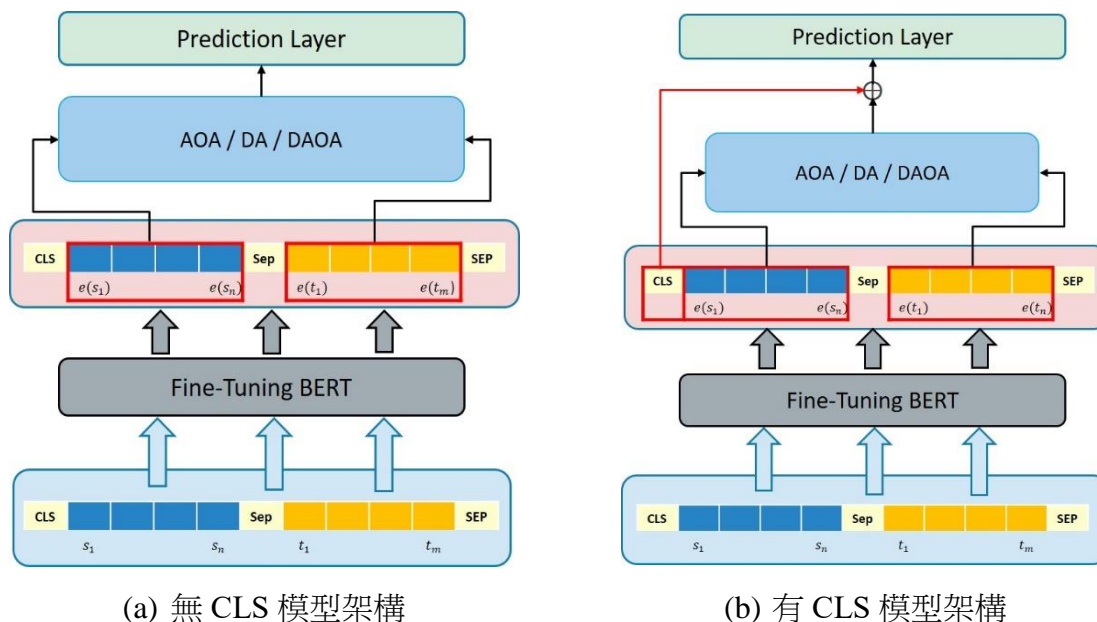 Prediction Layer
AOA / DA / DAOA
CLS Sep SEP
e(s₁) e(sₙ) e(t₁) e(tₘ)
Fine-Tuning BERT
CLS Sep SEP
s₁ sₙ t₁ tₘ
(a) 無 CLS 模型架構
Prediction Layer
AOA / DA / DAOA
CLS Sep SEP
e(s₁) e(sₙ) e(t₁) e(tₙ)
Fine-Tuning BERT
CLS Sep SEP
s₁ sₙ t₁ tₘ
(b) 有 CLS 模型架構